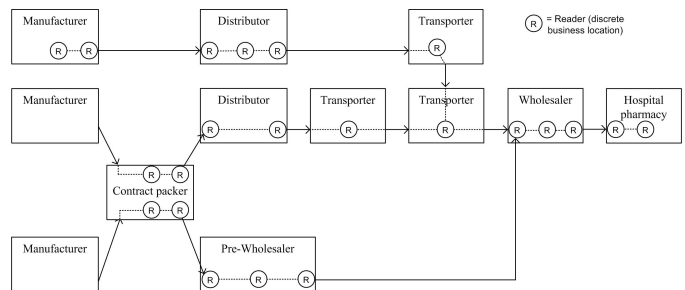 Manufacturer
R R
Distributor
R R R
Transporter
R
R = Reader (discrete
business location)
Manufacturer
Distributor
R R
Transporter
R
Transporter
R
Wholesaler
R R R
Hospital
pharmacy
R R
R R
Contract packer
R R
Manufacturer
Pre-Wholesaler
R R R